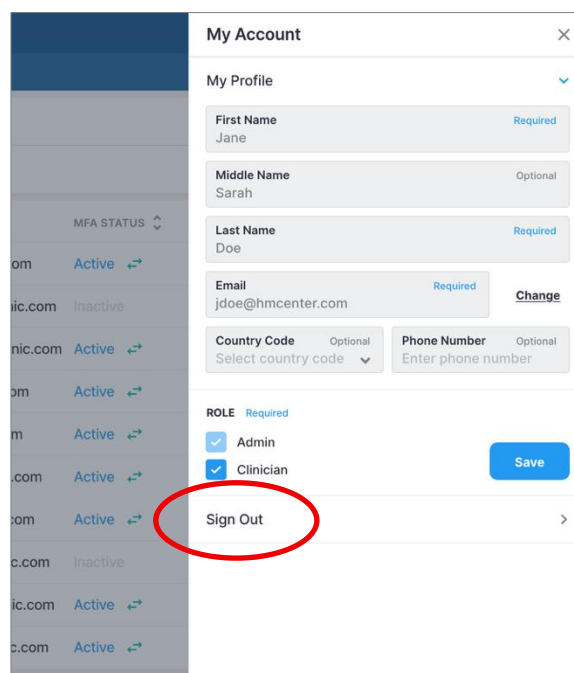 My Account
My Profile
First Name Required
Jane
Middle Name Optional
Sarah
Last Name Required
Doe
Email Required
jdoe@hmcenter.com
Change
Country Code Optional
Select country code
Phone Number Optional
Enter phone number
ROLE Required
Admin
Clinician
Save
Sign Out
MFA STATUS
om Active
nic.com Inactive
nic.com Active
om Active
m Active
.com Active
com Active
c.com Inactive
ic.com Active
c.com Active